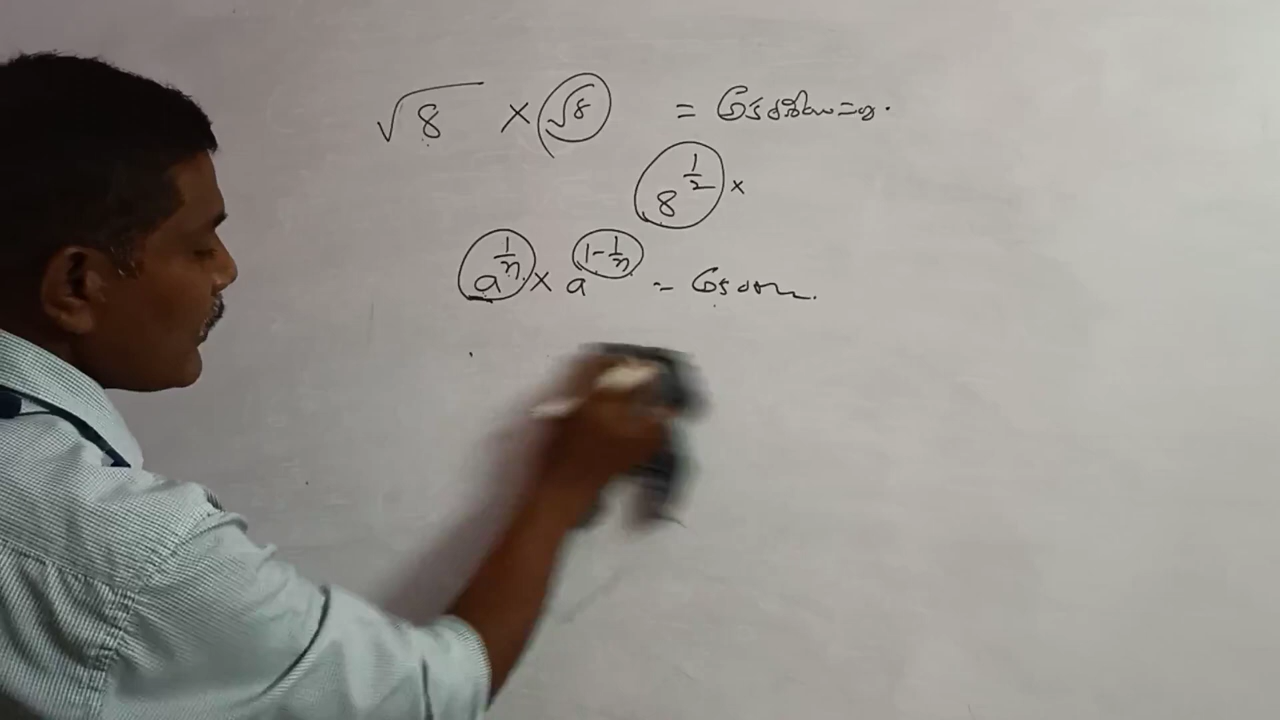 √8 × √8 =
8^(1/2) ×
a^(1/n) × a^(1-1/n) =